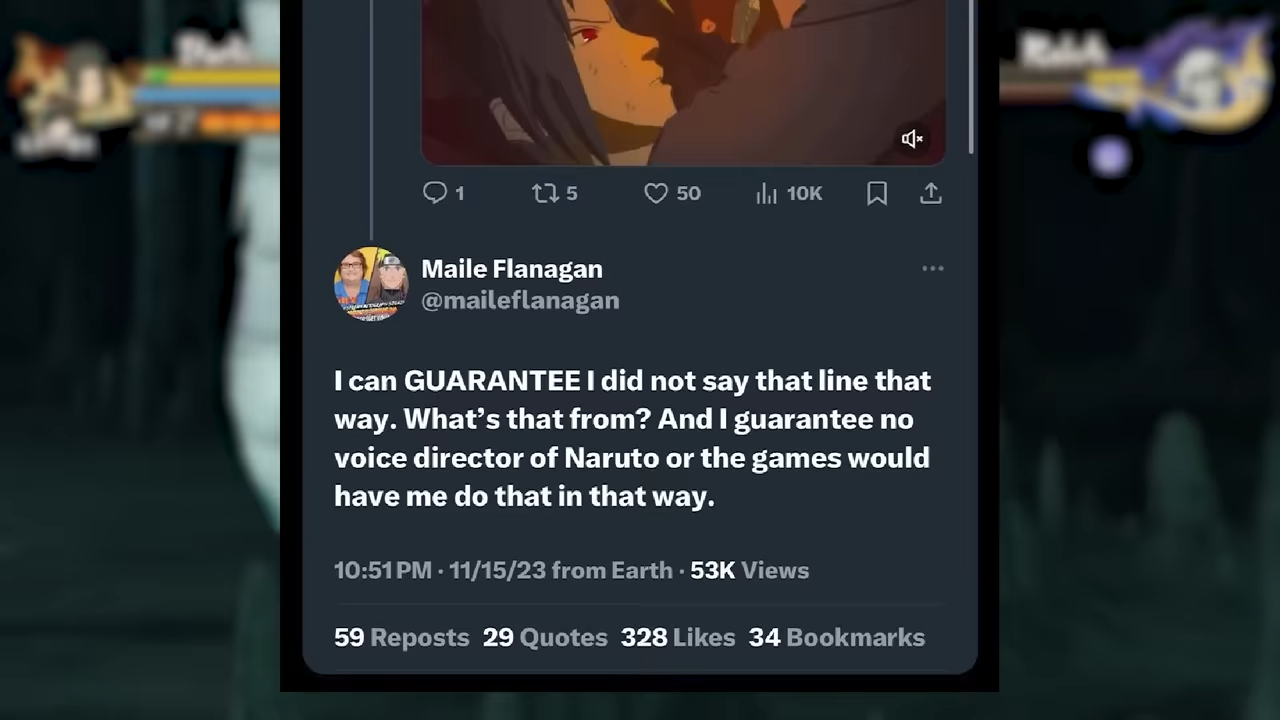 1 5 50 10K
Maile Flanagan
@maileflanagan
I can GUARANTEE I did not say that line that
way. What’s that from? And I guarantee no
voice director of Naruto or the games would
have me do that in that way.
10:51 PM · 11/15/23 from Earth · 53K Views
59 Reposts 29 Quotes 328 Likes 34 Bookmarks